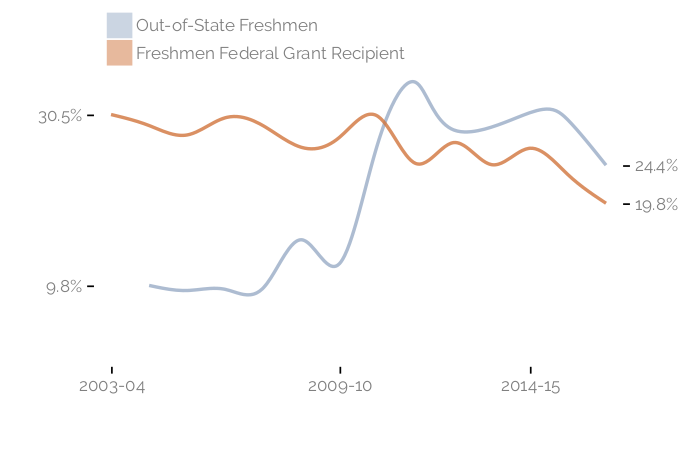 Out-of-State Freshmen
Freshmen Federal Grant Recipient
30.5%
24.4%
19.8%
9.8%
2003-04 2009-10 2014-15